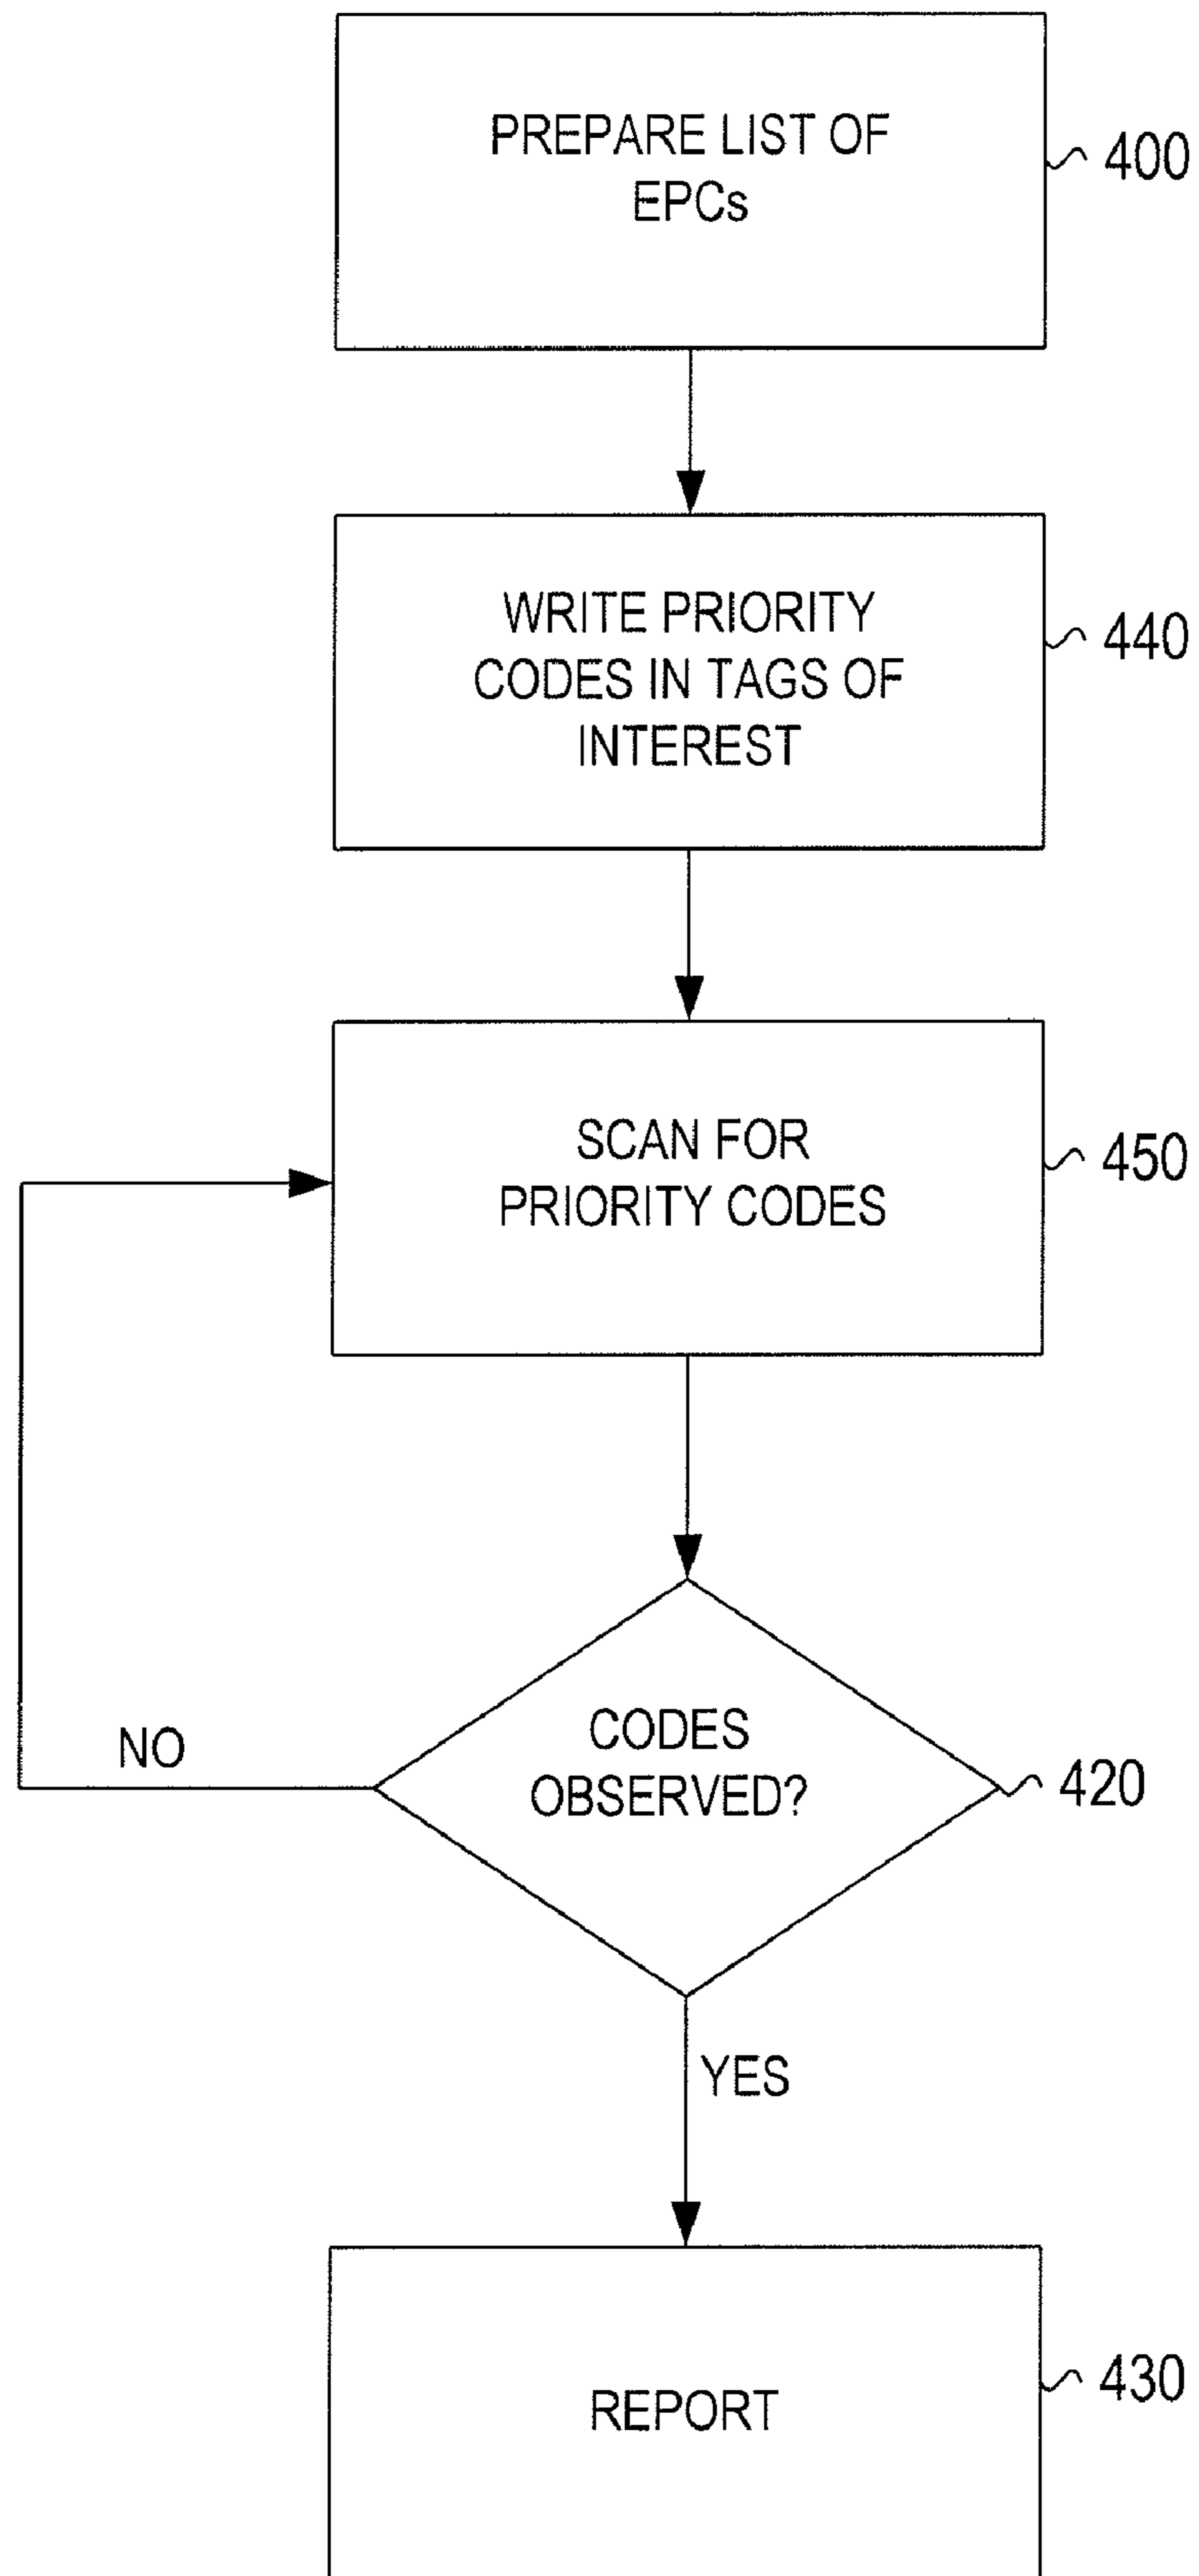 PREPARE LIST OF
EPCs
400
WRITE PRIORITY
CODES IN TAGS OF
INTEREST
440
SCAN FOR
PRIORITY CODES
450
CODES
OBSERVED?
420
NO
YES
REPORT
430